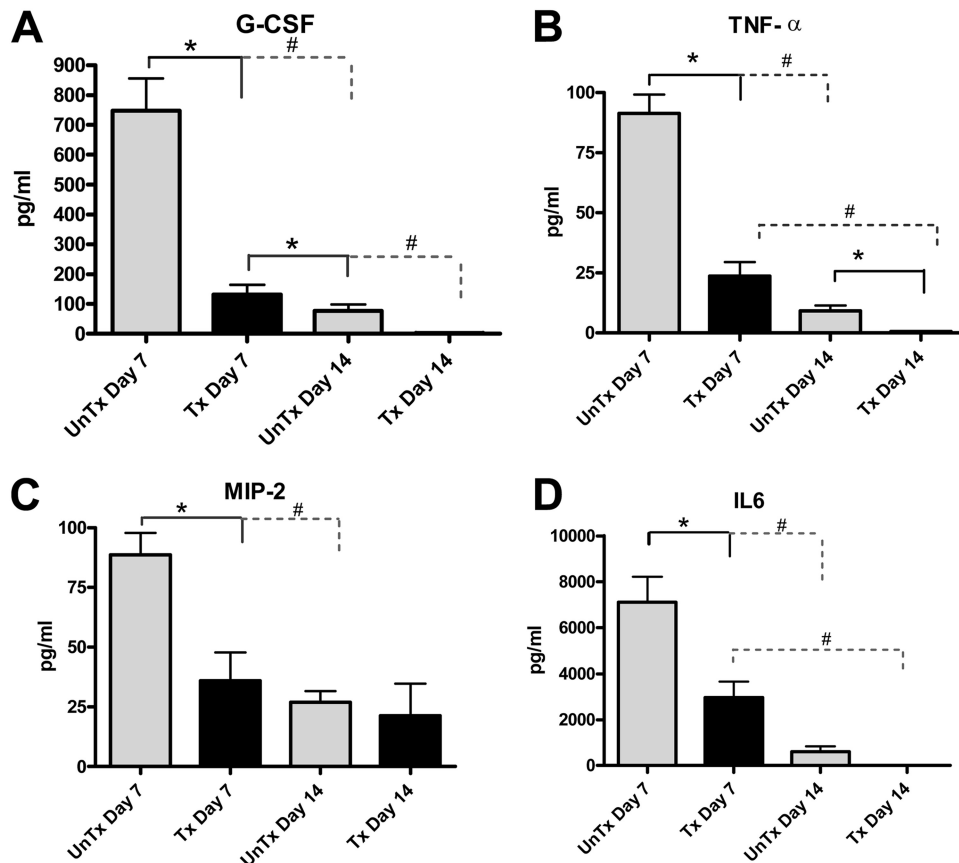 A
G-CSF
*
#
900
800
700
600
500
400
300
200
100
0
pg/ml
*
#
UnTx Day 7
Tx Day 7
UnTx Day 14
Tx Day 14
B
TNF- α
*
#
100
75
50
25
0
pg/ml
#
*
UnTx Day 7
Tx Day 7
UnTx Day 14
Tx Day 14
C
MIP-2
*
#
100
75
50
25
0
pg/ml
UnTx Day 7
Tx Day 7
UnTx Day 14
Tx Day 14
D
IL6
*
#
10000
8000
6000
4000
2000
0
pg/ml
#
UnTx Day 7
Tx Day 7
UnTx Day 14
Tx Day 14